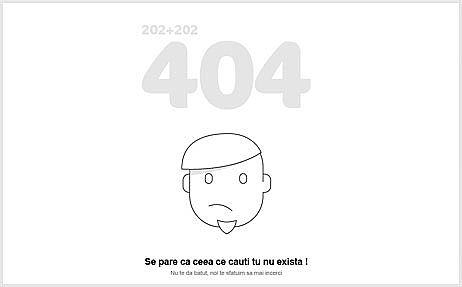 202+202
404
Se pare ca ceea ce cauti tu nu exista !
Nu te da batut, noi te sfatuim sa mai incerci